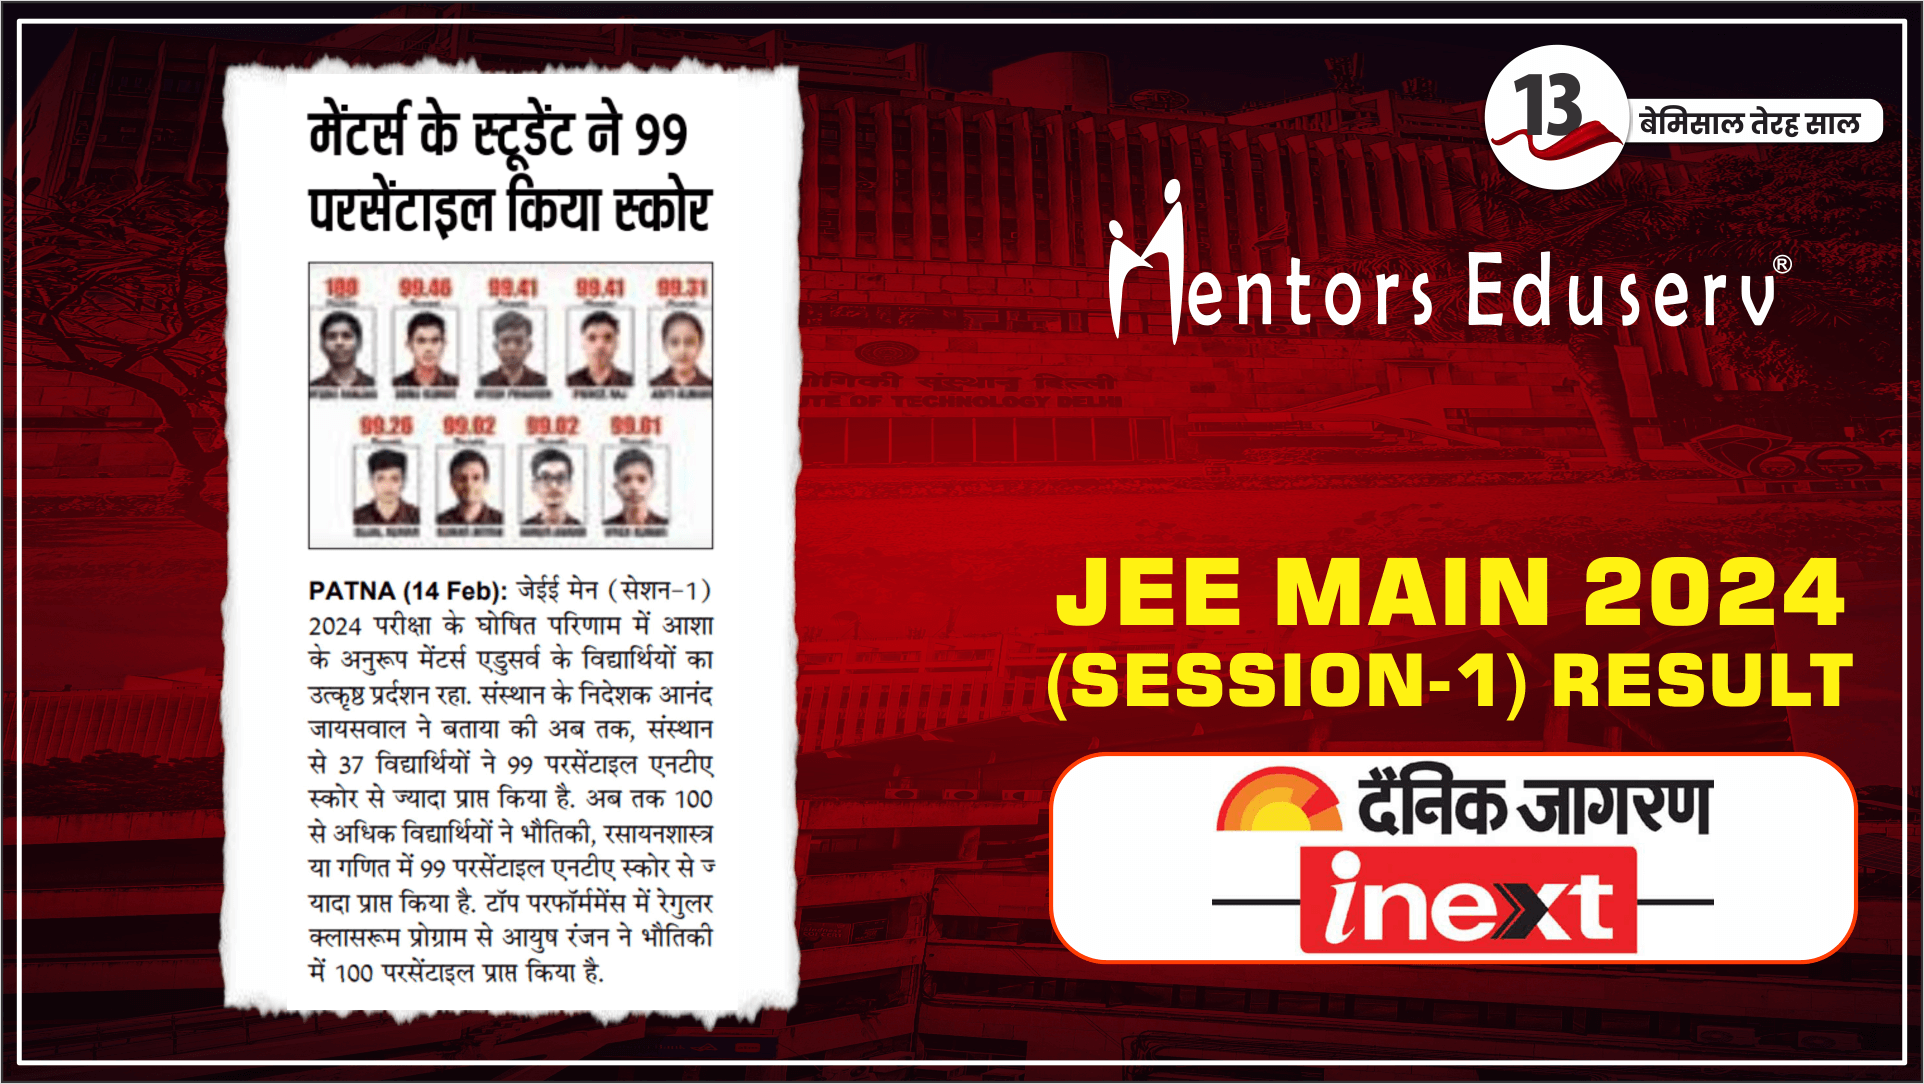 मेंटर्स के स्टूडेंट ने 99
परसेंटाइल किया स्कोर
100 99.46 99.41 99.41 99.31
99.26 99.02 99.02 99.01
PATNA (14 Feb): जेईई मेन (सेशन-1)
2024 परीक्षा के घोषित परिणाम में आशा
के अनुरूप मेंटर्स एडुसर्व के विद्यार्थियों का
उत्कृष्ठ प्रर्दशन रहा. संस्थान के निदेशक आनंद
जायसवाल ने बताया की अब तक, संस्थान
से 37 विद्यार्थियों ने 99 परसेंटाइल एनटीए
स्कोर से ज्यादा प्राप्त किया है. अब तक 100
से अधिक विद्यार्थियों ने भौतिकी, रसायनशास्त्र
या गणित में 99 परसेंटाइल एनटीए स्कोर से ज्
यादा प्राप्त किया है. टॉप परफॉर्ममेंस में रेगुलर
क्लासरूम प्रोग्राम से आयुष रंजन ने भौतिकी
में 100 परसेंटाइल प्राप्त किया है.
13 बेमिसाल तेरह साल
Mentors Eduserv®
JEE MAIN 2024
(SESSION-1) RESULT
दैनिक जागरण
inext